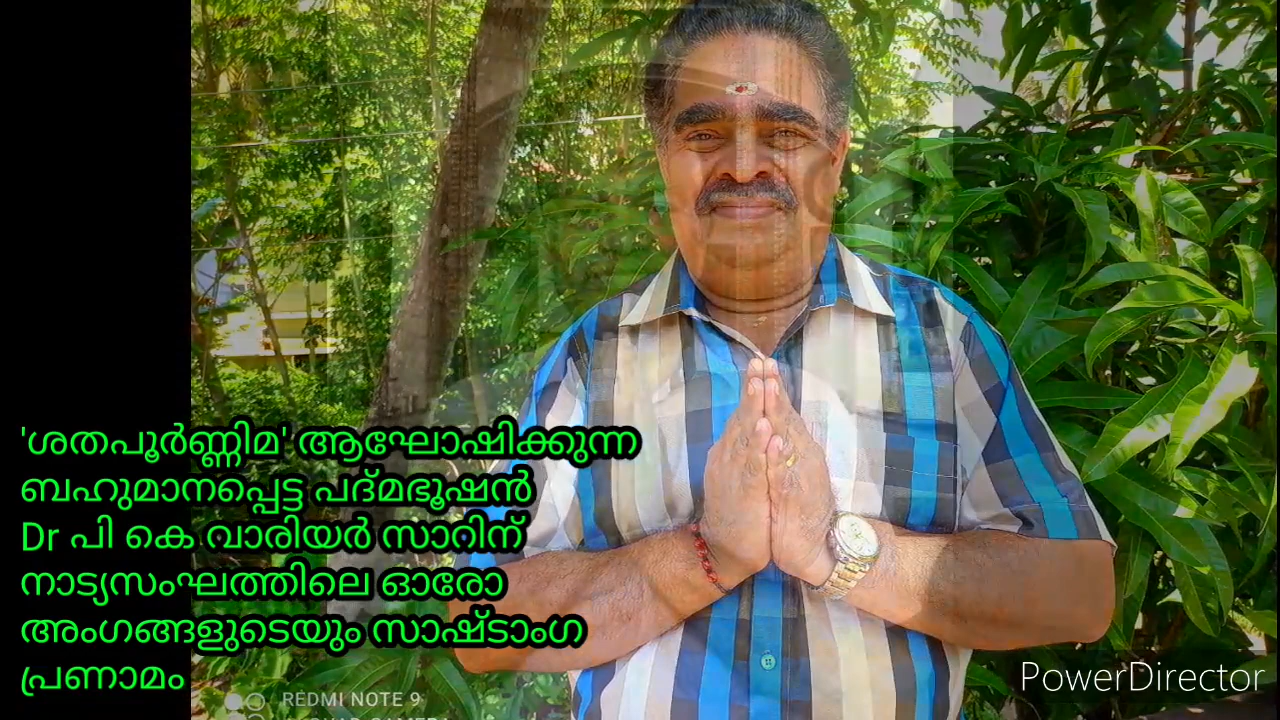 'ശതപൂർണ്ണിമ' ആഘോഷിക്കുന്ന
ബഹുമാനപ്പെട്ട പദ്മഭൂഷൻ
Dr പി കെ വാരിയർ സാറിന്
നാട്യസംഘത്തിലെ ഓരോ
അംഗങ്ങളുടെയും സാഷ്ടാംഗ
പ്രണാമം
REDMI NOTE 9
PowerDirector